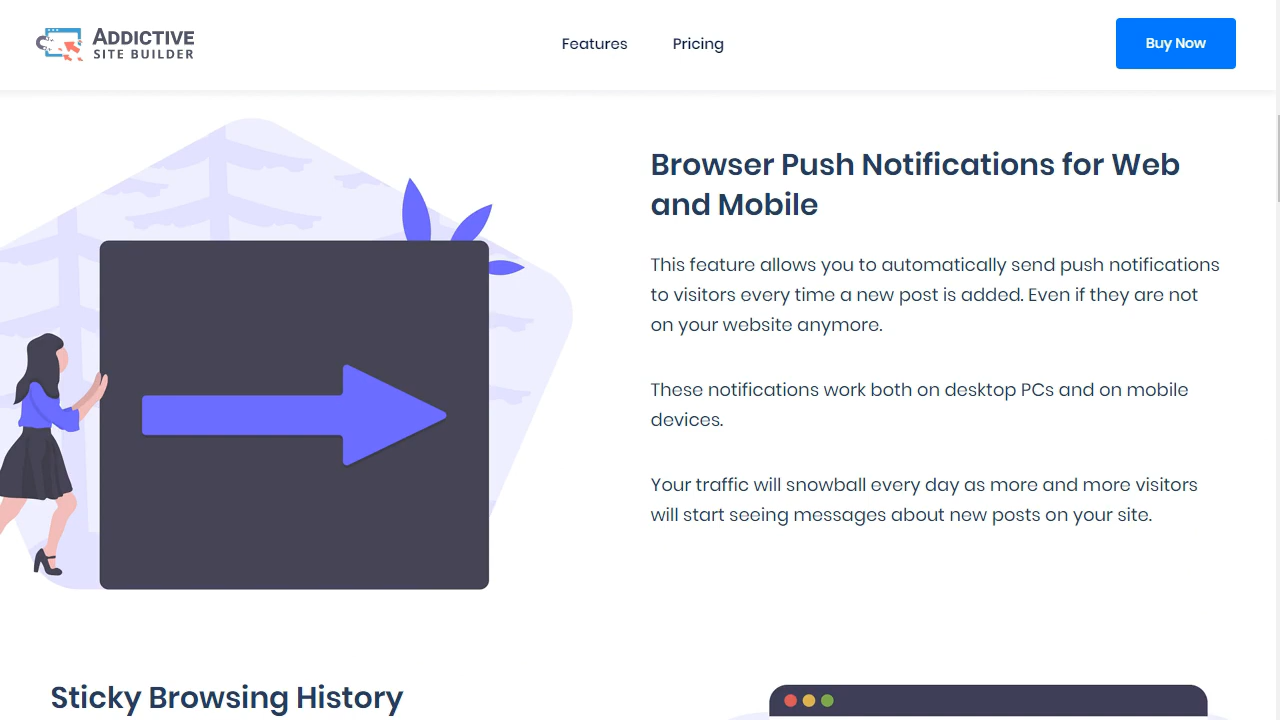 ADDICTIVE
SITE BUILDER
Features
Pricing
Buy Now
Browser Push Notifications for Web
and Mobile
This feature allows you to automatically send push notifications
to visitors every time a new post is added. Even if they are not
on your website anymore.
These notifications work both on desktop PCs and on mobile
devices.
Your traffic will snowball every day as more and more visitors
will start seeing messages about new posts on your site.
Sticky Browsing History